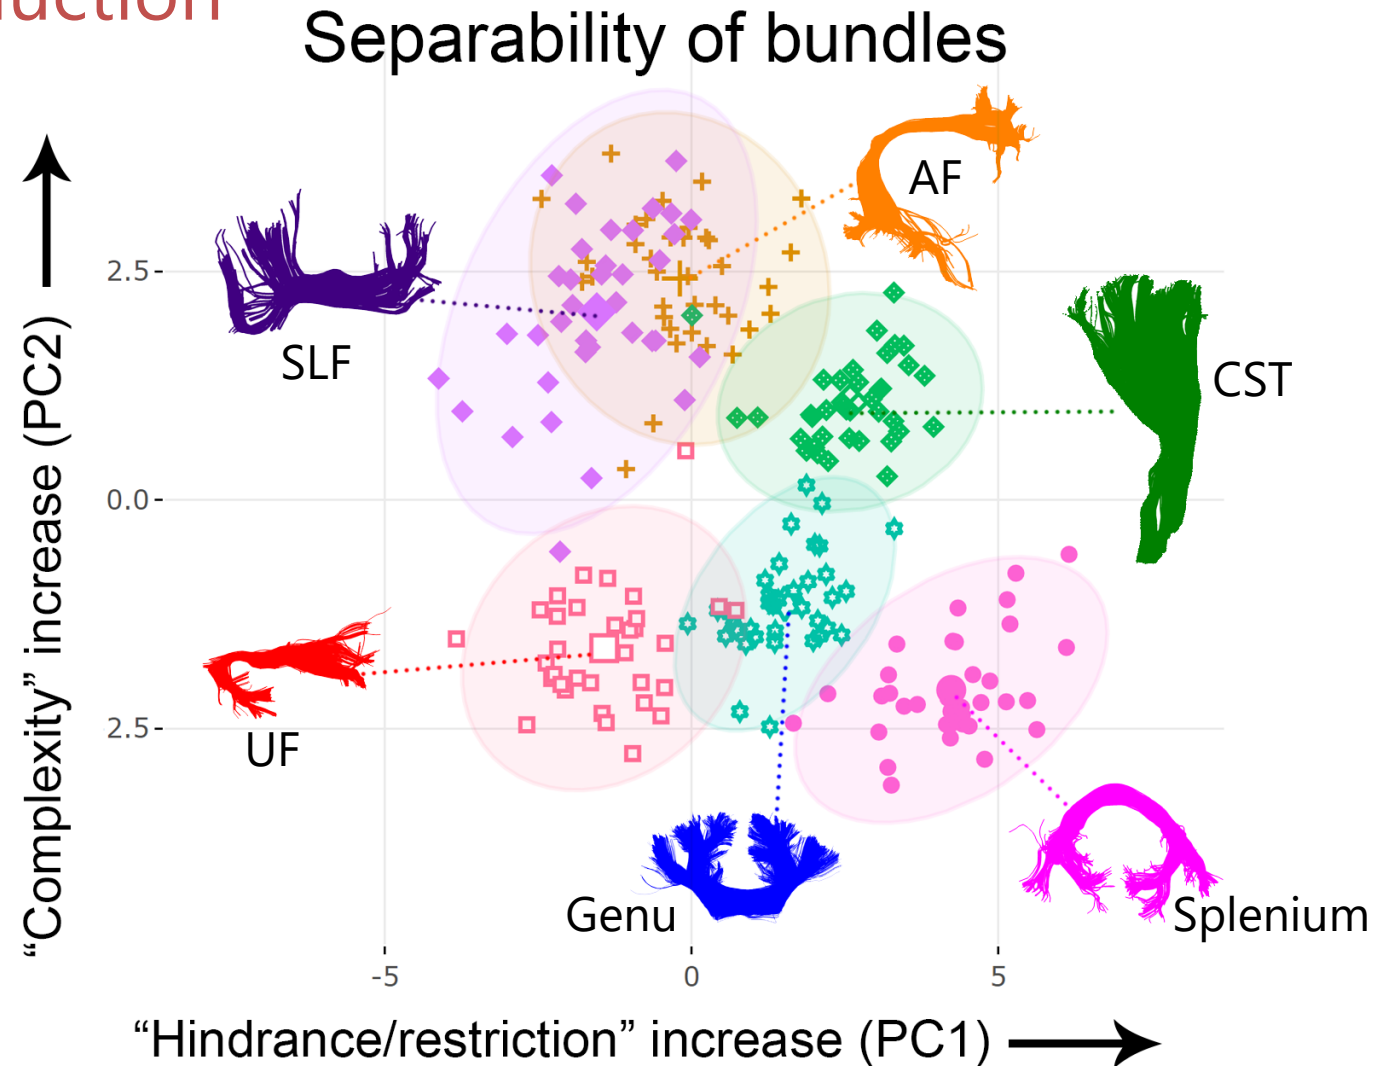 Separability of bundles
AF
SLF
CST
UF
Genu
Splenium
2.5
0.0
2.5
-5
0
5
“Complexity” increase (PC2)
“Hindrance/restriction” increase (PC1)